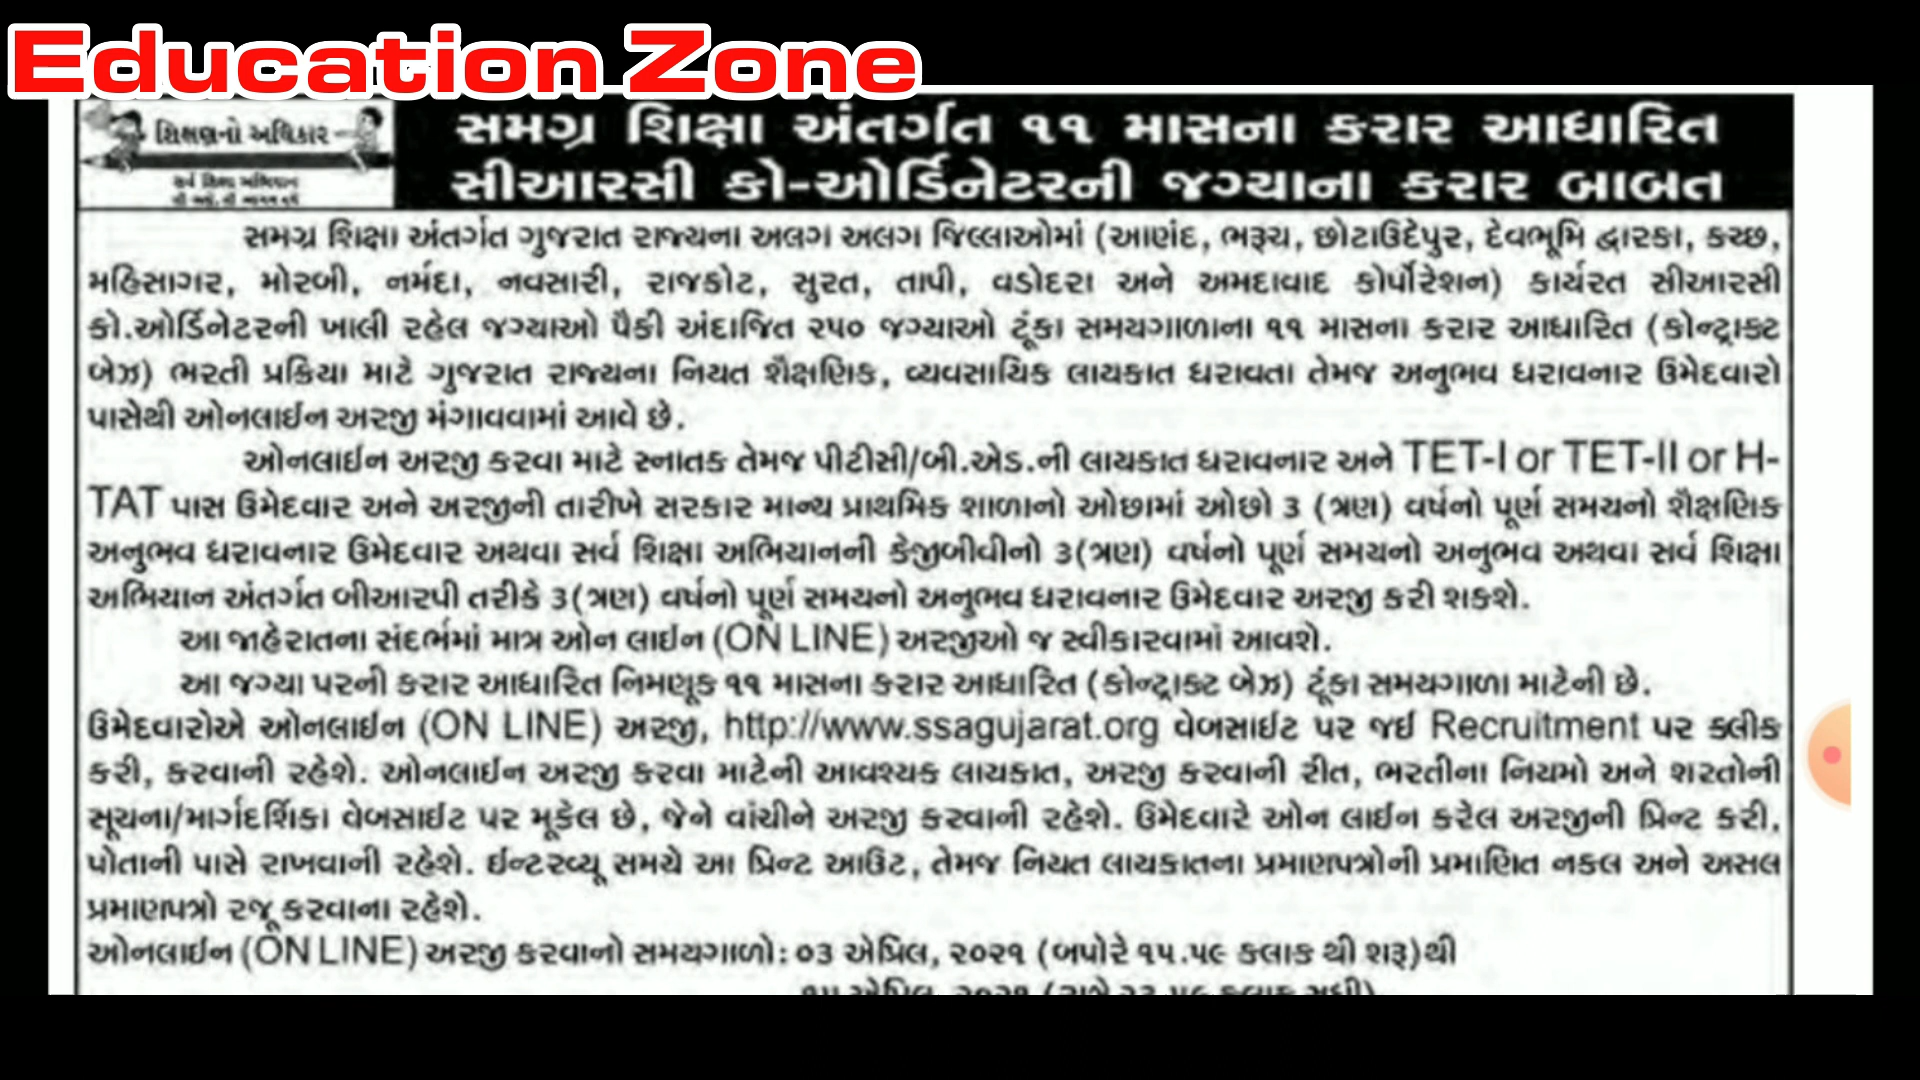 Education Zone
શિક્ષણનો અધિકાર
સર્વ શિક્ષા અભિયાન
સમગ્ર શિક્ષા અંતર્ગત ૧૧ માસના કરાર આધારિત
સીઆરસી કો-ઓર્ડિનેટરની જગ્યાના કરાર બાબત
સમગ્ર શિક્ષા અંતર્ગત ગુજરાત રાજ્યના અલગ અલગ જિલ્લાઓમાં (આણંદ, ભરૂચ, છોટાઉદેપુર, દેવભૂમિ દ્વારકા, કચ્છ,
મહિસાગર, મોરબી, નર્મદા, નવસારી, રાજકોટ, સુરત, તાપી, વડોદરા અને અમદાવાદ કોર્પોરેશન) કાર્યરત સીઆરસી
કો.ઓર્ડિનેટરની ખાલી રહેલ જગ્યાઓ પૈકી અંદાજિત ૨૫૦ જગ્યાઓ ટૂંકા સમયગાળાના ૧૧ માસના કરાર આધારિત (કોન્ટ્રાક્ટ
બેઝ) ભરતી પ્રક્રિયા માટે ગુજરાત રાજ્યના નિયત શૈક્ષણિક, વ્યવસાયિક લાયકાત ધરાવતા તેમજ અનુભવ ધરાવનાર ઉમેદવારો
પાસેથી ઓનલાઈન અરજી મંગાવવામાં આવે છે.
ઓનલાઈન અરજી કરવા માટે સ્નાતક તેમજ પીટીસી/બી.એડ.ની લાયકાત ધરાવનાર અને TET-I or TET-II or H-
TAT પાસ ઉમેદવાર અને અરજીની તારીખે સરકાર માન્ય પ્રાથમિક શાળાનો ઓછામાં ઓછો ૩ (ત્રણ) વર્ષનો પૂર્ણ સમયનો શૈક્ષણિક
અનુભવ ધરાવનાર ઉમેદવાર અથવા સર્વ શિક્ષા અભિયાનની કેજીબીવીનો ૩(ત્રણ) વર્ષનો પૂર્ણ સમયનો અનુભવ અથવા સર્વ શિક્ષા
અભિયાન અંતર્ગત બીઆરપી તરીકે ૩(ત્રણ) વર્ષનો પૂર્ણ સમયનો અનુભવ ધરાવનાર ઉમેદવાર અરજી કરી શકશે.
આ જાહેરાતના સંદર્ભમાં માત્ર ઓન લાઈન (ON LINE) અરજીઓ જ સ્વીકારવામાં આવશે.
આ જગ્યા પરની કરાર આધારિત નિમણૂક ૧૧ માસના કરાર આધારિત (કોન્ટ્રાક્ટ બેઝ) ટૂંકા સમયગાળા માટેની છે.
ઉમેદવારોએ ઓનલાઈન (ON LINE) અરજી, http://www.ssagujarat.org વેબસાઈટ પર જઈ Recruitment પર ક્લીક
કરી, કરવાની રહેશે. ઓનલાઈન અરજી કરવા માટેની આવશ્યક લાયકાત, અરજી કરવાની રીત, ભરતીના નિયમો અને શરતોની
સૂચના/માર્ગદર્શિકા વેબસાઈટ પર મૂકેલ છે, જેને વાંચીને અરજી કરવાની રહેશે. ઉમેદવારે ઓન લાઈન કરેલ અરજીની પ્રિન્ટ કરી,
પોતાની પાસે રાખવાની રહેશે. ઈન્ટરવ્યૂ સમયે આ પ્રિન્ટ આઉટ, તેમજ નિયત લાયકાતના પ્રમાણપત્રોની પ્રમાણિત નકલ અને અસલ
પ્રમાણપત્રો રજૂ કરવાના રહેશે.
ઓનલાઈન (ON LINE) અરજી કરવાનો સમયગાળો: ૦૩ એપ્રિલ, ૨૦૨૧ (બપોરે ૧૫.૫૯ કલાક થી શરૂ)થી